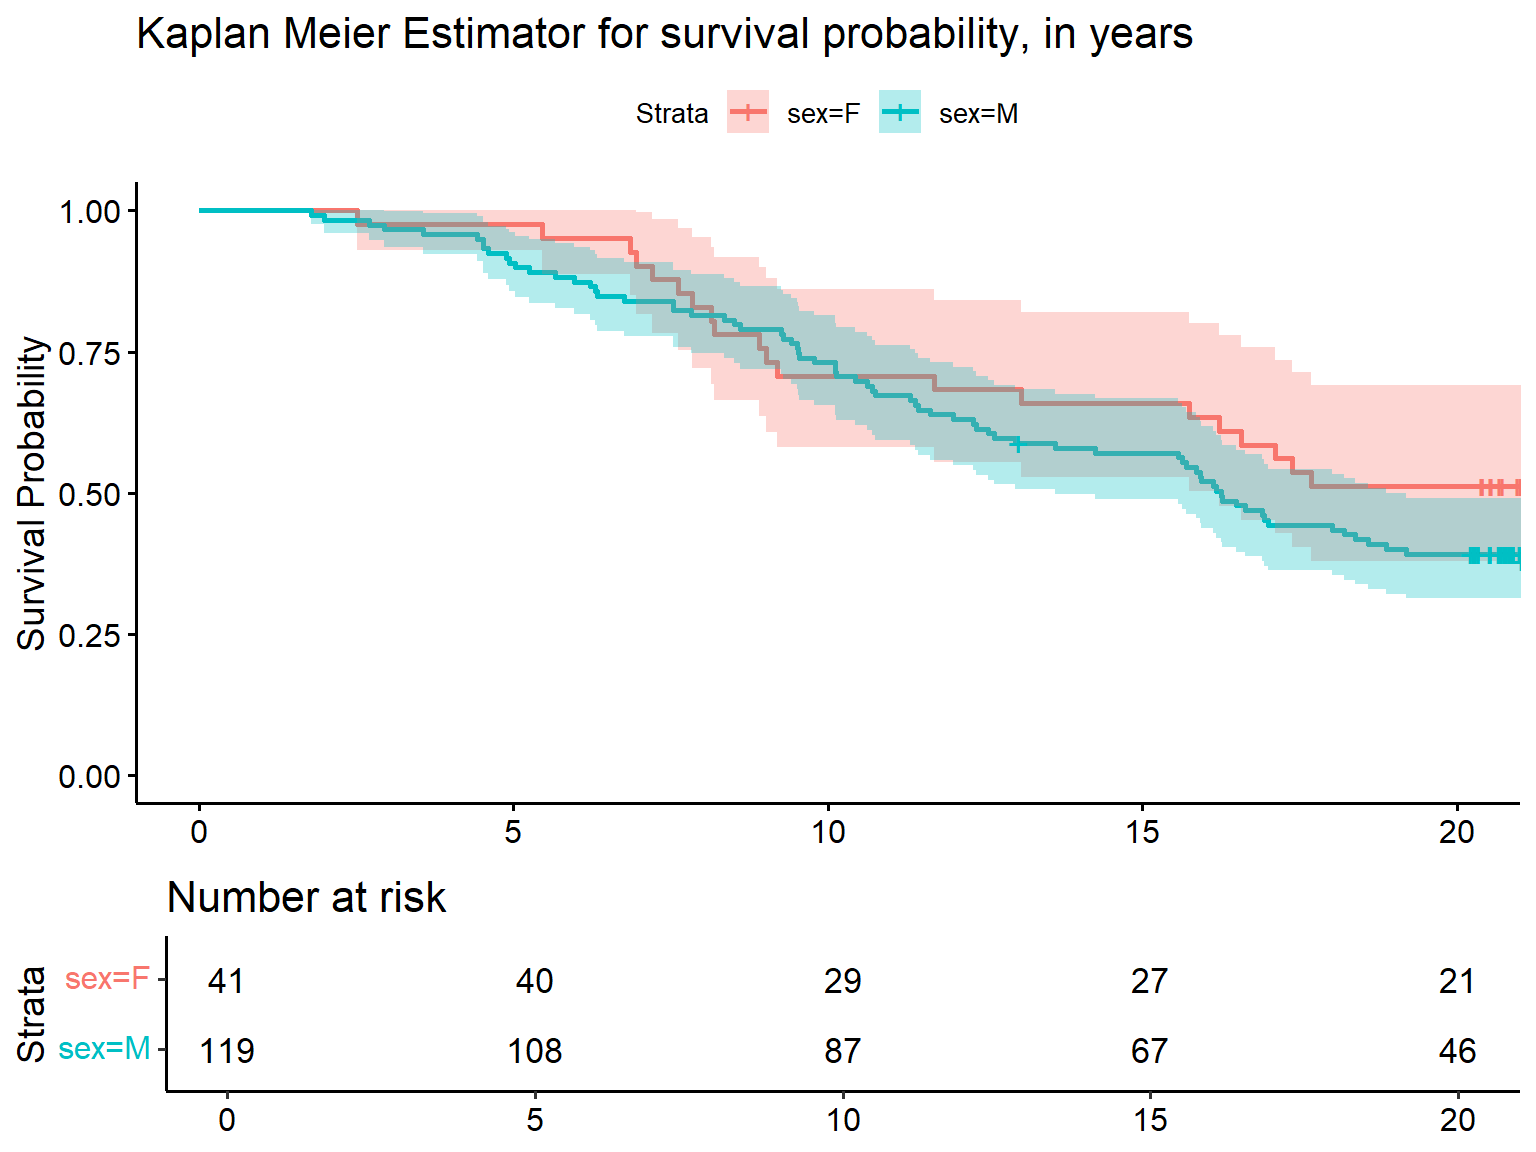 Kaplan Meier Estimator for survival probability, in years
Strata sex=F sex=M
Survival Probability
1.00
0.75
0.50
0.25
0.00
0 5 10 15 20
Number at risk
Strata
sex=F 41 40 29 27 21
sex=M 119 108 87 67 46
0 5 10 15 20